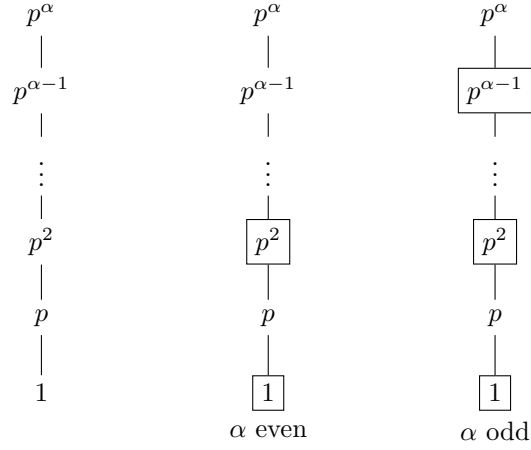 p^α p^α p^α
p^{α−1} p^{α−1} p^{α−1}
⋮ ⋮ ⋮
p^2 p^2 p^2
p p p
1 1 1
α even α odd